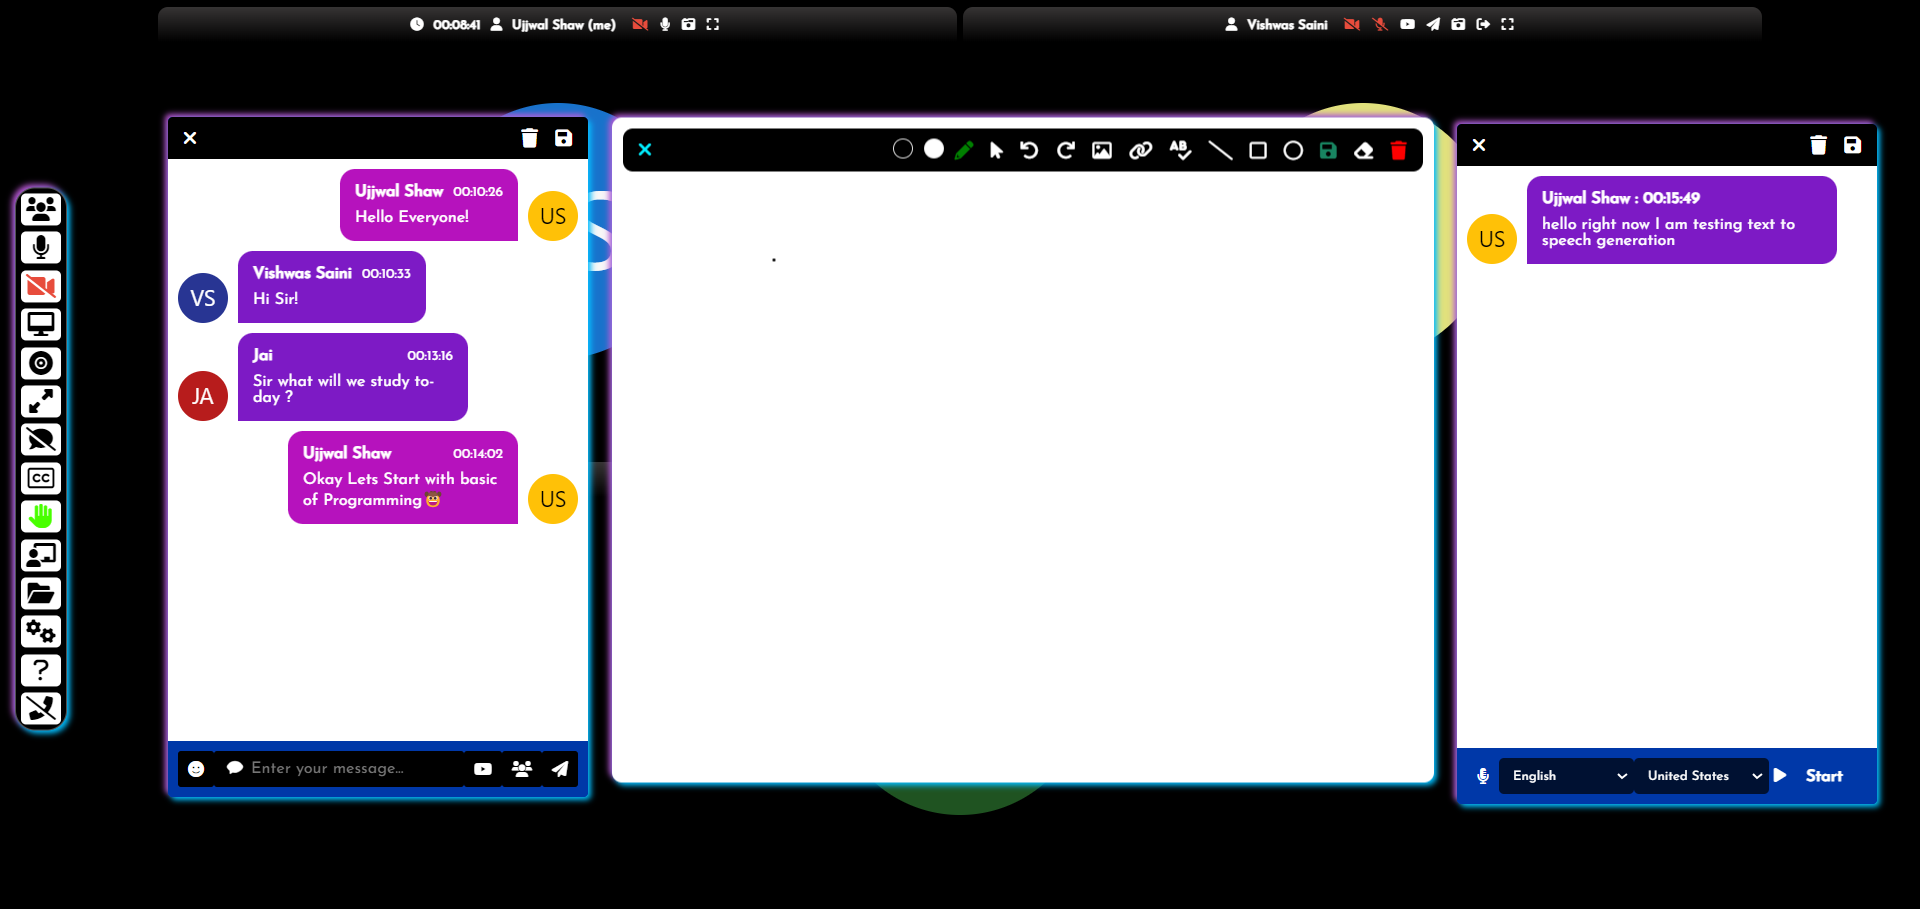 00:08:41 Ujjwal Shaw (me)
Vishwas Saini
Ujjwal Shaw 00:10:26
Hello Everyone!
US
Vishwas Saini 00:10:33
Hi Sir!
VS
Jai 00:13:16
Sir what will we study to-
day ?
JA
Ujjwal Shaw 00:14:02
Okay Lets Start with basic
of Programming 🤠
US
Enter your message...
S
AB
Ujjwal Shaw : 00:15:49
hello right now I am testing text to
speech generation
US
English United States Start
CC
?